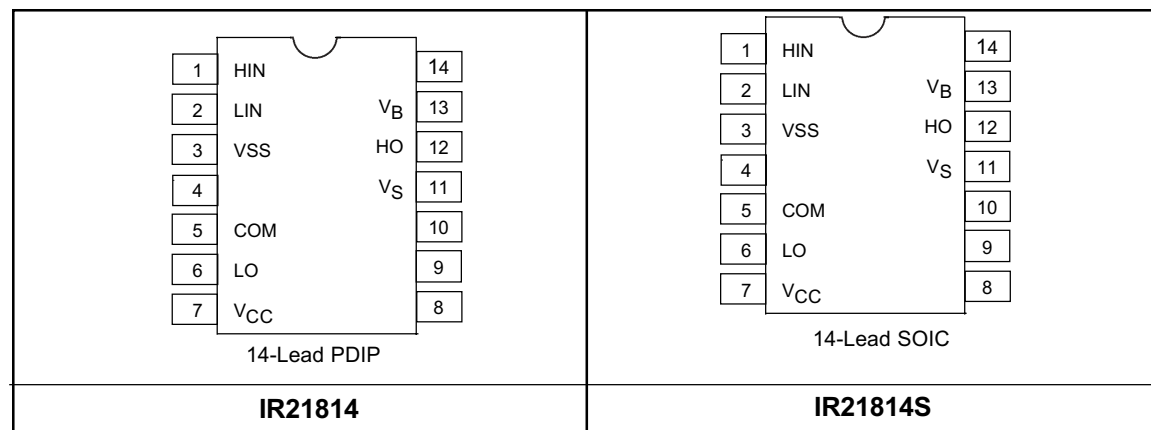 1 HIN 14
2 LIN VB 13
3 VSS HO 12
4 VS 11
5 COM 10
6 LO 9
7 VCC 8
14-Lead PDIP
IR21814
1 HIN 14
2 LIN VB 13
3 VSS HO 12
4 VS 11
5 COM 10
6 LO 9
7 VCC 8
14-Lead SOIC
IR21814S